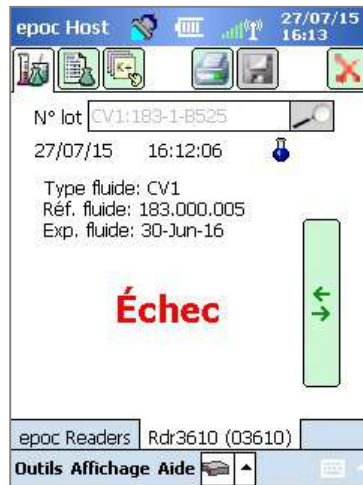 epoc Host 27/07/15
16:13
K+
N° lot CV1:183-1-B525
27/07/15 16:12:06
Type fluide: CV1
Réf. fluide: 183.000.005
Exp. fluide: 30-Jun-16
Échec
epoc Readers Rdr3610 (03610)
Outils Affichage Aide